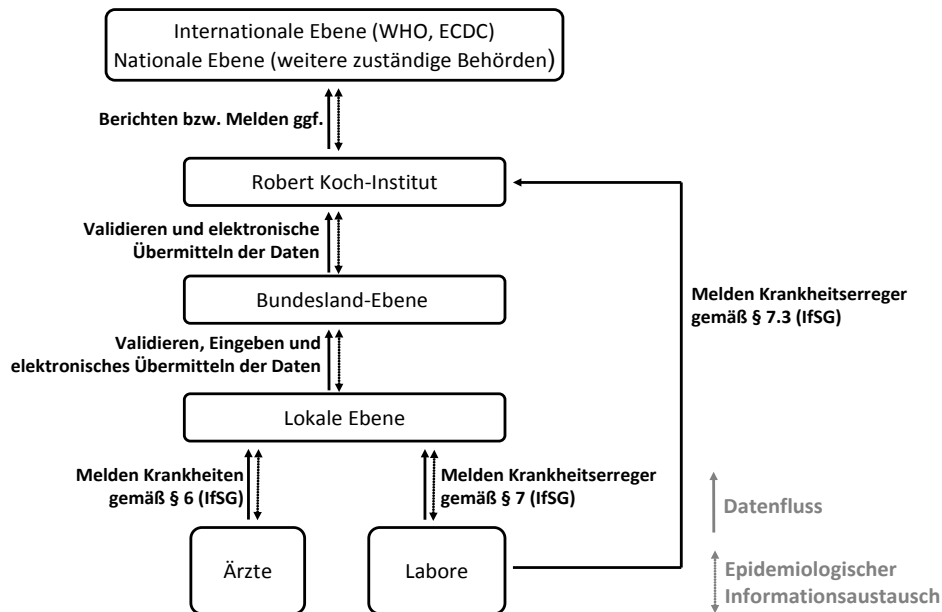 Internationale Ebene (WHO, ECDC)
Nationale Ebene (weitere zuständige Behörden)
Berichten bzw. Melden ggf.
Robert Koch-Institut
Validieren und elektronische
Übermitteln der Daten
Bundesland-Ebene
Melden Krankheitserreger
gemäß § 7.3 (IfSG)
Validieren, Eingeben und
elektronisches Übermitteln der Daten
Lokale Ebene
Melden Krankheiten
gemäß § 6 (IfSG)
Melden Krankheitserreger
gemäß § 7 (IfSG)
Ärzte
Labore
Datenfluss
Epidemiologischer
Informationsaustausch